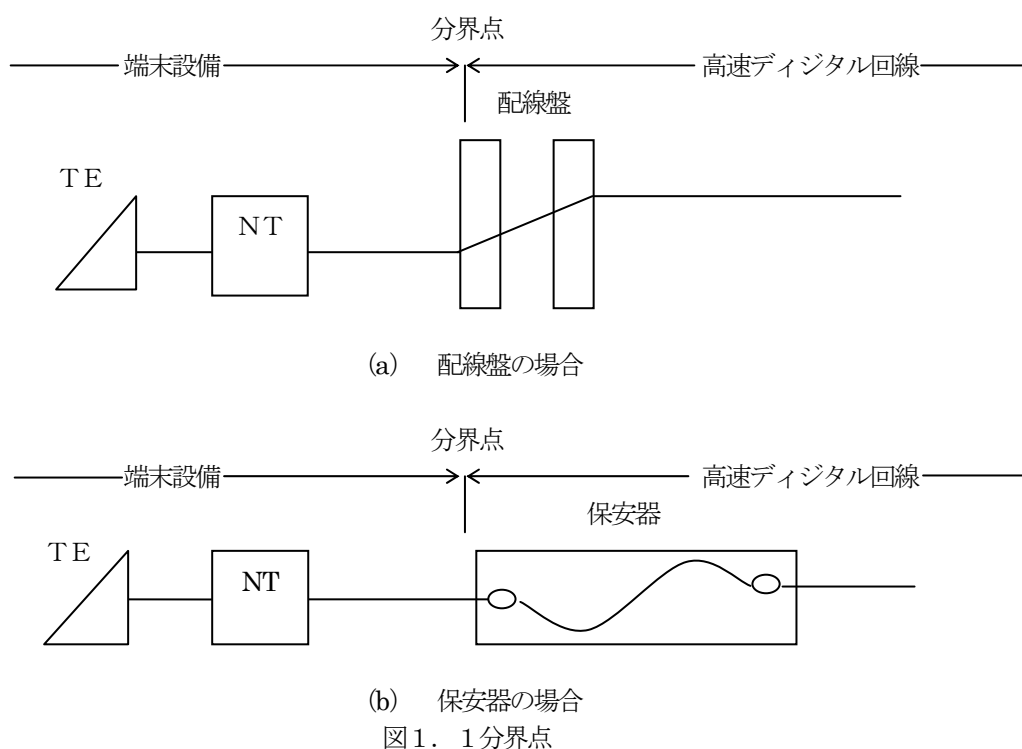 分界点
端末設備 高速ディジタル回線
配線盤
ＴＥ
ＮＴ
(a) 配線盤の場合
分界点
端末設備 高速ディジタル回線
保安器
ＴＥ
NT
(b) 保安器の場合
図１．１分界点